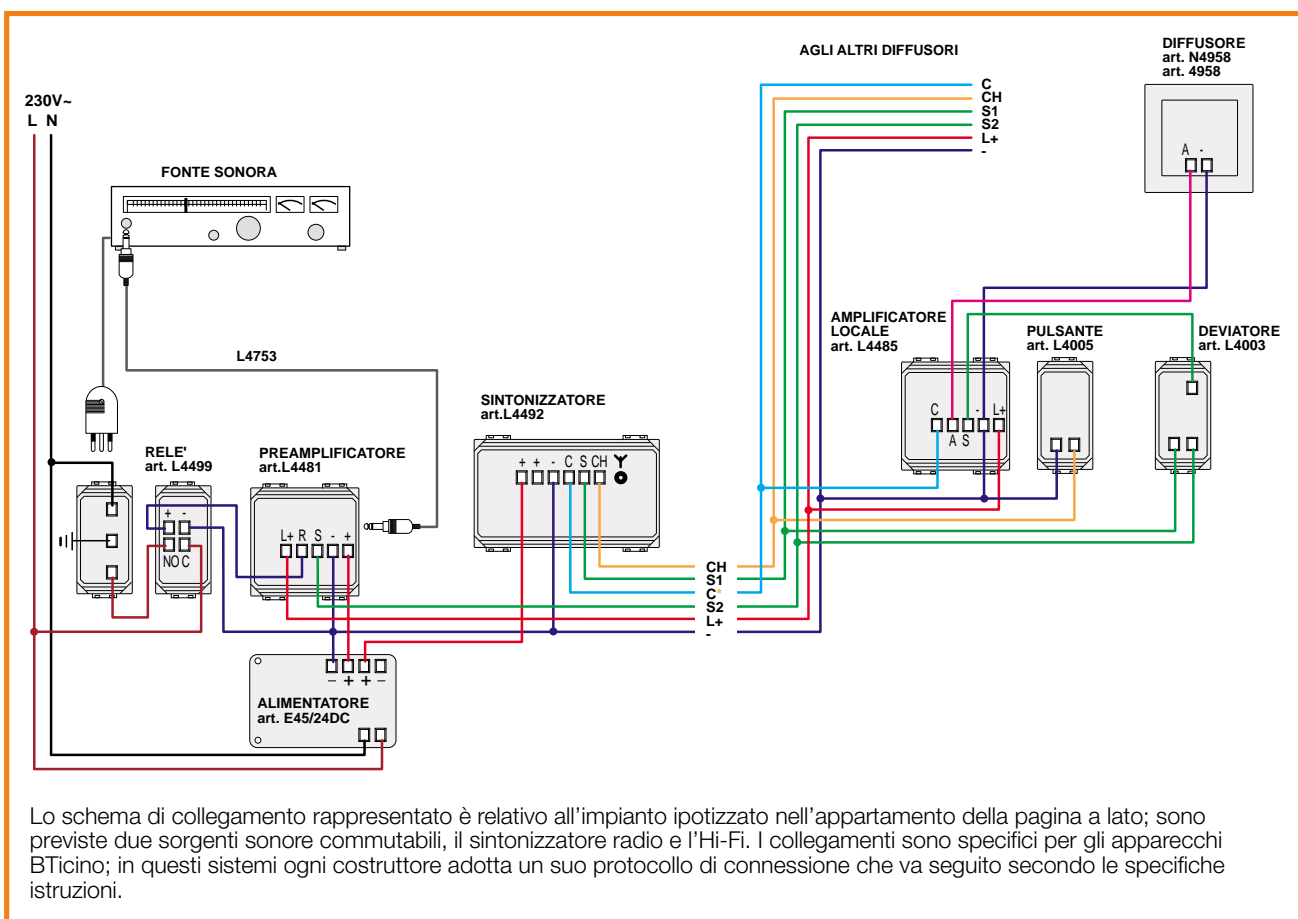 AGLI ALTRI DIFFUSORI
DIFFUSORE
art. N4958
art. 4958
C
CH
S1
S2
L+
-
A -
230V~
L N
FONTE SONORA
L4753
AMPLIFICATORE
LOCALE
art. L4485
PULSANTE
art. L4005
DEVIATORE
art. L4003
C - L+
A S
SINTONIZZATORE
art.L4492
+ + - C S CH
RELE'
art. L4499
+ -
NO C
PREAMPLIFICATORE
art.L4481
L+ R S - +
CH
S1
C*
S2
L+
-
– + + –
ALIMENTATORE
art. E45/24DC
Lo schema di collegamento rappresentato è relativo all’impianto ipotizzato nell’appartamento della pagina a lato; sono
previste due sorgenti sonore commutabili, il sintonizzatore radio e l’Hi-Fi. I collegamenti sono specifici per gli apparecchi
BTicino; in questi sistemi ogni costruttore adotta un suo protocollo di connessione che va seguito secondo le specifiche
istruzioni.